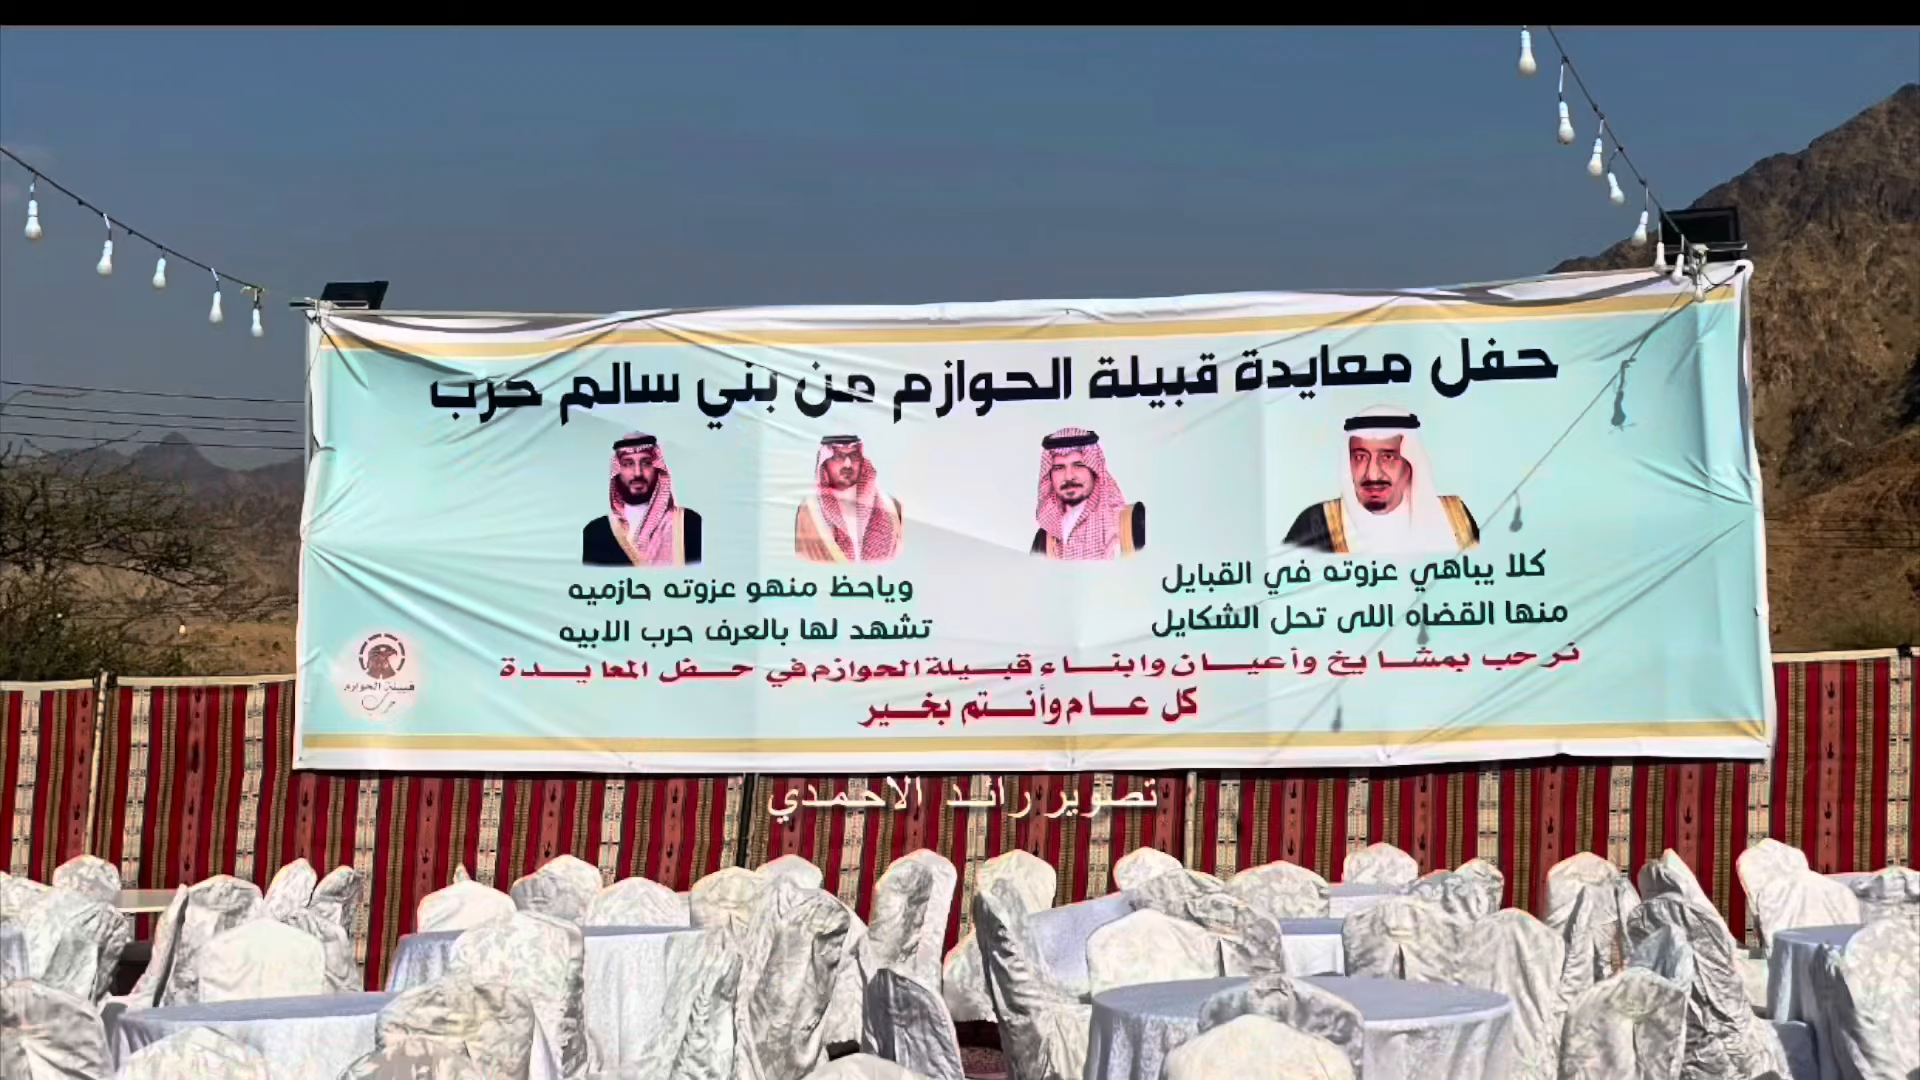 حفل معايدة قبيلة الحوازم من بني سالم حرب
كلا يباهي عزوته في القبايل
وياحظ منهو عزوته حازميه
منها القضاه اللى تحل الشكايل
تشهد لها بالعرف حرب الابيه
نرحب بمشايخ وأعيان وابناء قبيلة الحوازم في حفل المعايدة
كل عام وأنتم بخير
قبيلة الحوازم
حرب
تصوير رائد الاحمدي